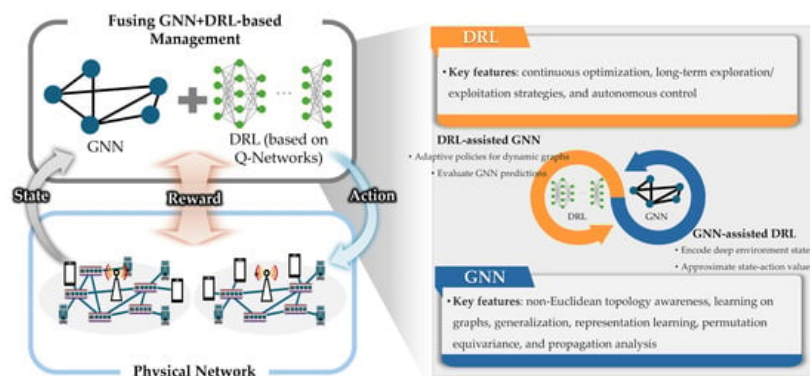 Fusing GNN+DRL-based
Management
GNN
DRL (based on
Q-Networks)
State
Reward
Action
Physical Network
DRL
• Key features: continuous optimization, long-term exploration/
exploitation strategies, and autonomous control
DRL-assisted GNN
• Adaptive policies for dynamic graphs
• Evaluate GNN predictions
DRL
GNN
GNN-assisted DRL
• Encode deep environment state
• Approximate state-action value
GNN
• Key features: non-Euclidean topology awareness, learning on
graphs, generalization, representation learning, permutation
equivariance, and propagation analysis